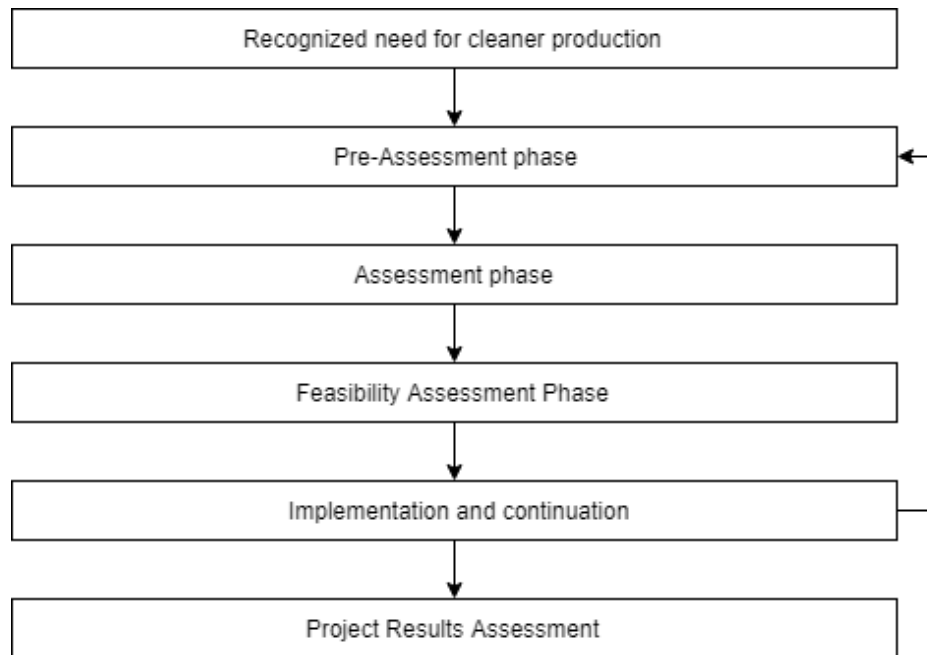 Recognized need for cleaner production
Pre-Assessment phase
Assessment phase
Feasibility Assessment Phase
Implementation and continuation
Project Results Assessment